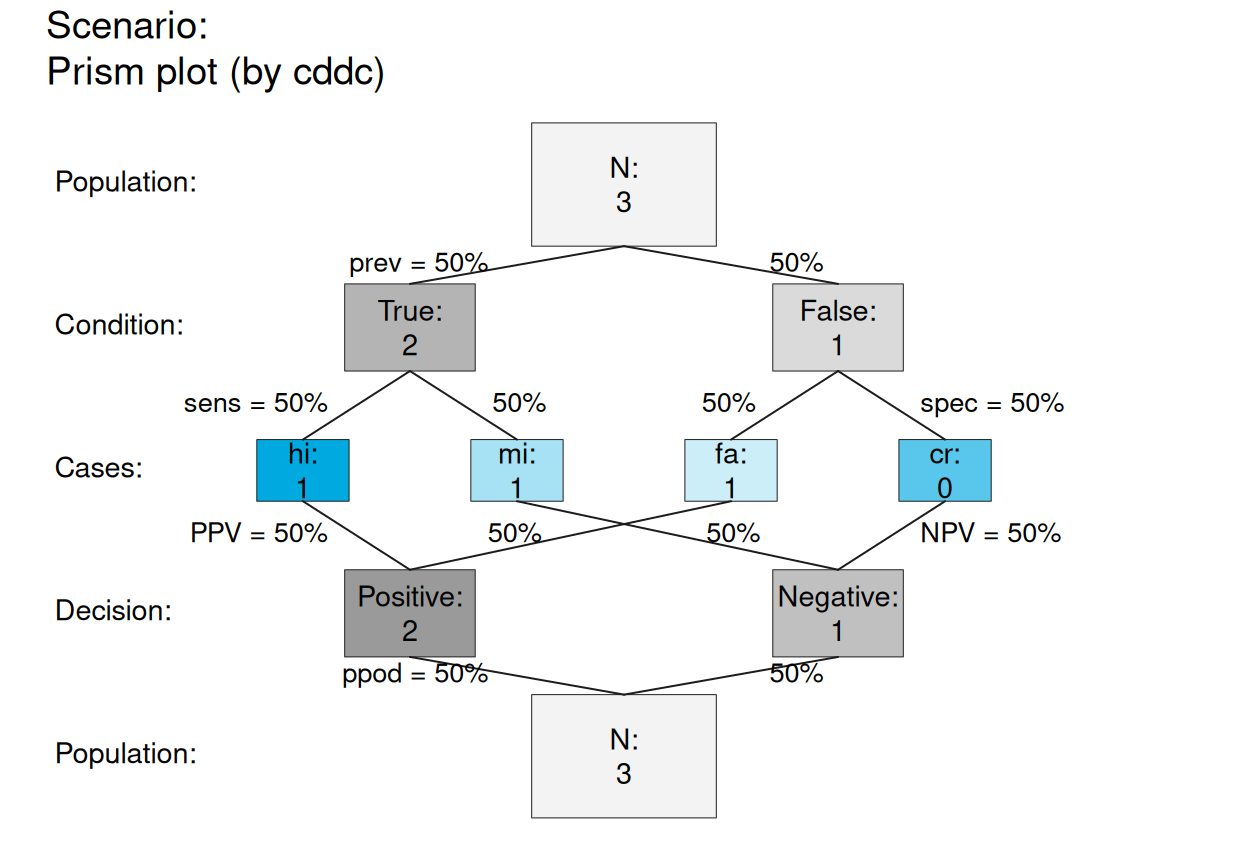 Scenario:
Prism plot (by cddc)
Population:
N:
3
prev = 50%
50%
Condition:
True:
2
False:
1
sens = 50%
50%
50%
spec = 50%
Cases:
hi:
1
mi:
1
fa:
1
cr:
0
PPV = 50%
50%
50%
NPV = 50%
Decision:
Positive:
2
Negative:
1
ppod = 50%
50%
Population:
N:
3